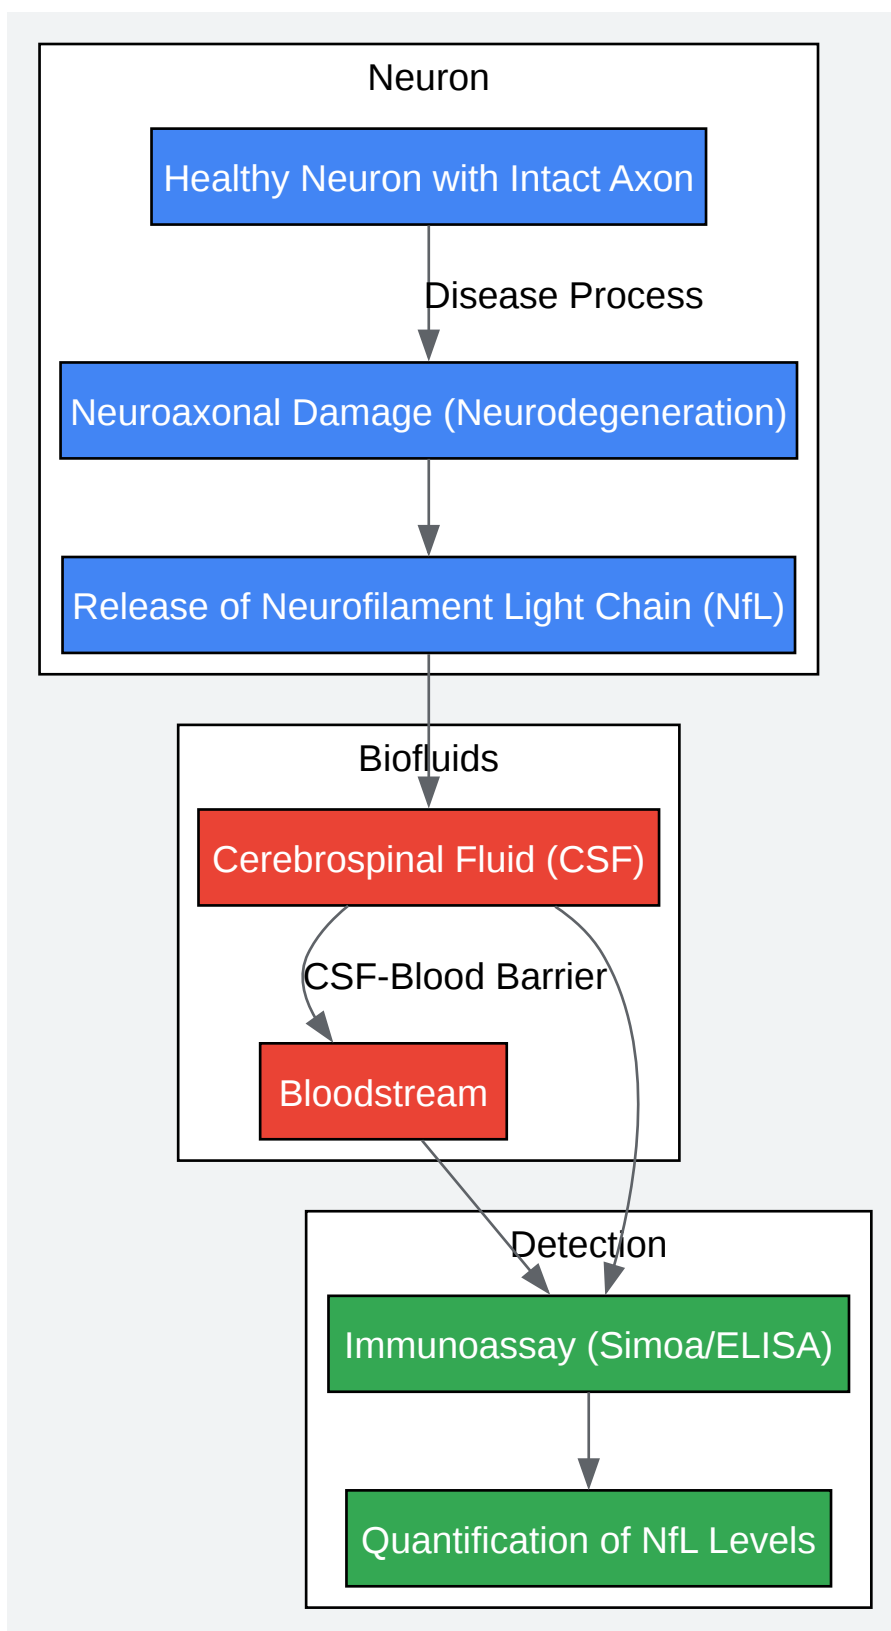 Neuron
Healthy Neuron with Intact Axon
Disease Process
Neuroaxonal Damage (Neurodegeneration)
Release of Neurofilament Light Chain (NfL)
Biofluids
Cerebrospinal Fluid (CSF)
CSF-Blood Barrier
Bloodstream
Detection
Immunoassay (Simoa/ELISA)
Quantification of NfL Levels